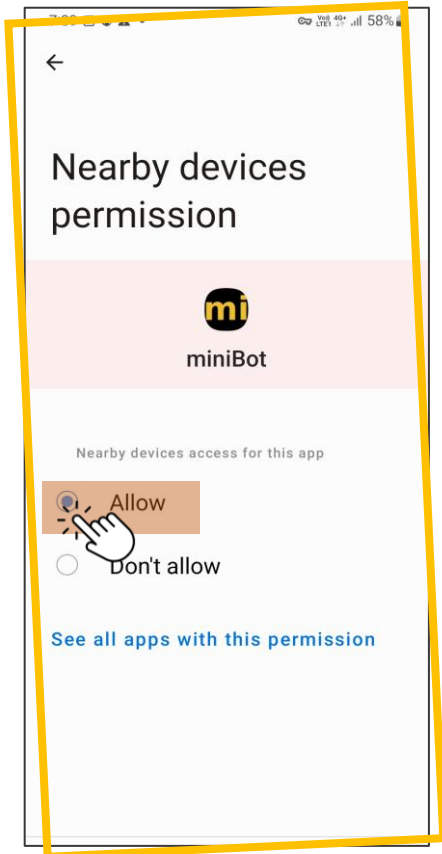 58%
Nearby devices
permission
mi
miniBot
Nearby devices access for this app
Allow
Don't allow
See all apps with this permission